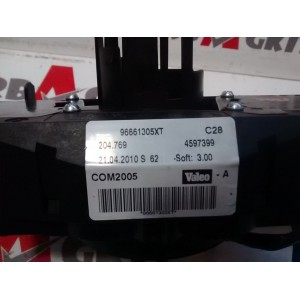 96661305XT C28
204.769 4597399
21.04.2010 S 62 -Soft: 3.00
COM2005 Valeo - A